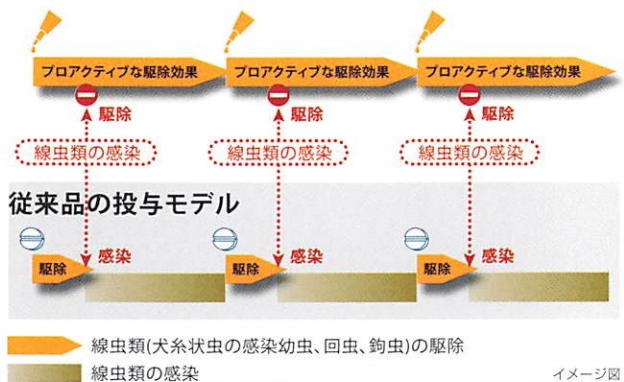 プロアクティブな駆除効果 プロアクティブな駆除効果 プロアクティブな駆除効果
駆除 駆除 駆除
線虫類の感染 線虫類の感染 線虫類の感染
従来品の投与モデル
感染 感染 感染
駆除 駆除 駆除
線虫類(犬糸状虫の感染幼虫、回虫、鉤虫)の駆除
線虫類の感染
イメージ図